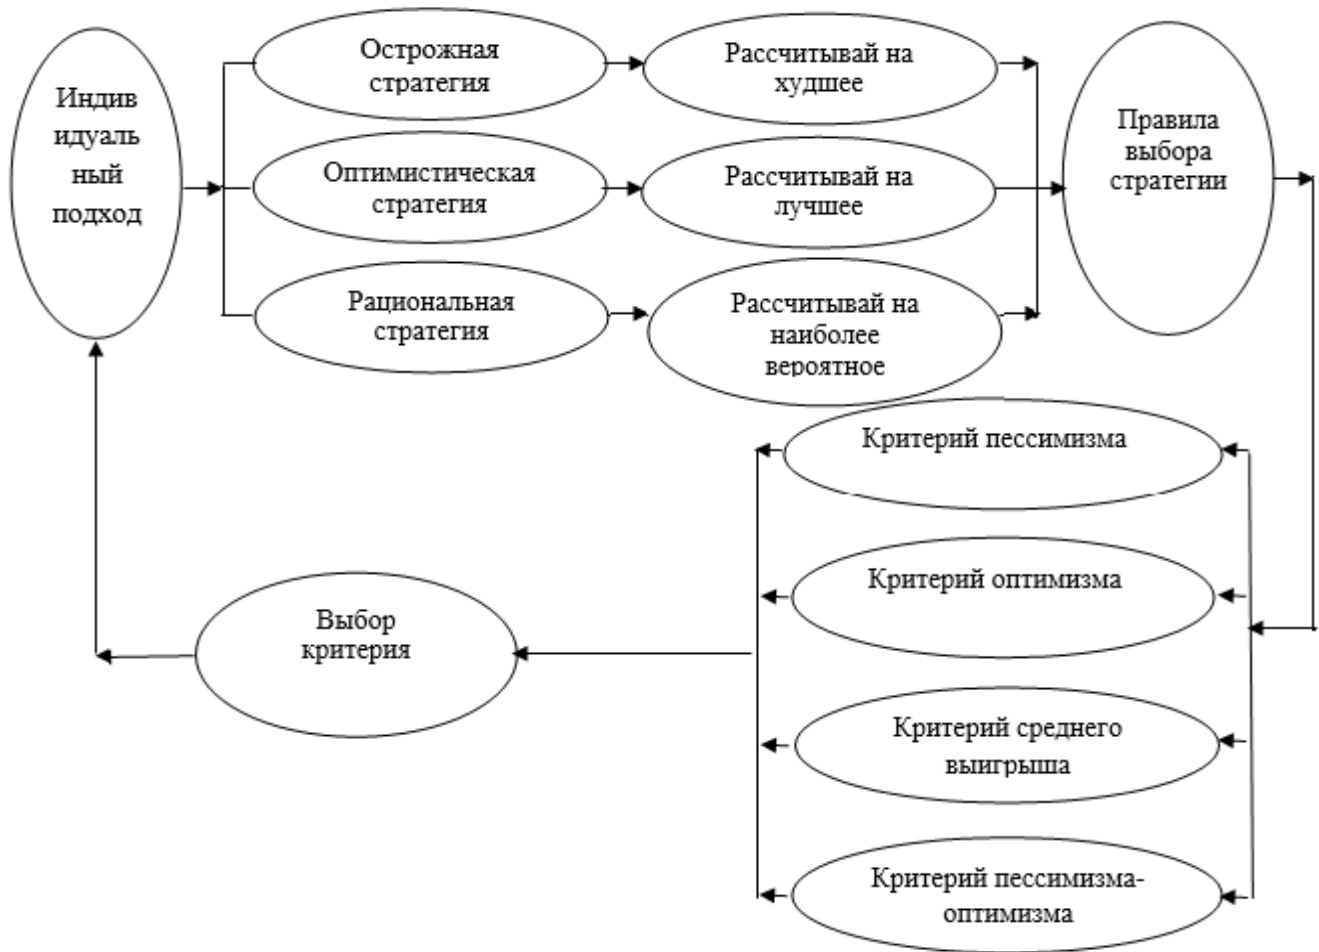 Индив
идуаль
ный
подход
Острожная
стратегия
Рассчитывай на
худшее
Оптимистическая
стратегия
Рассчитывай на
лучшее
Рациональная
стратегия
Рассчитывай на
наиболее
вероятное
Правила
выбора
стратегии
Критерий пессимизма
Критерий оптимизма
Критерий среднего
выигрыша
Критерий пессимизма-
оптимизма
Выбор
критерия